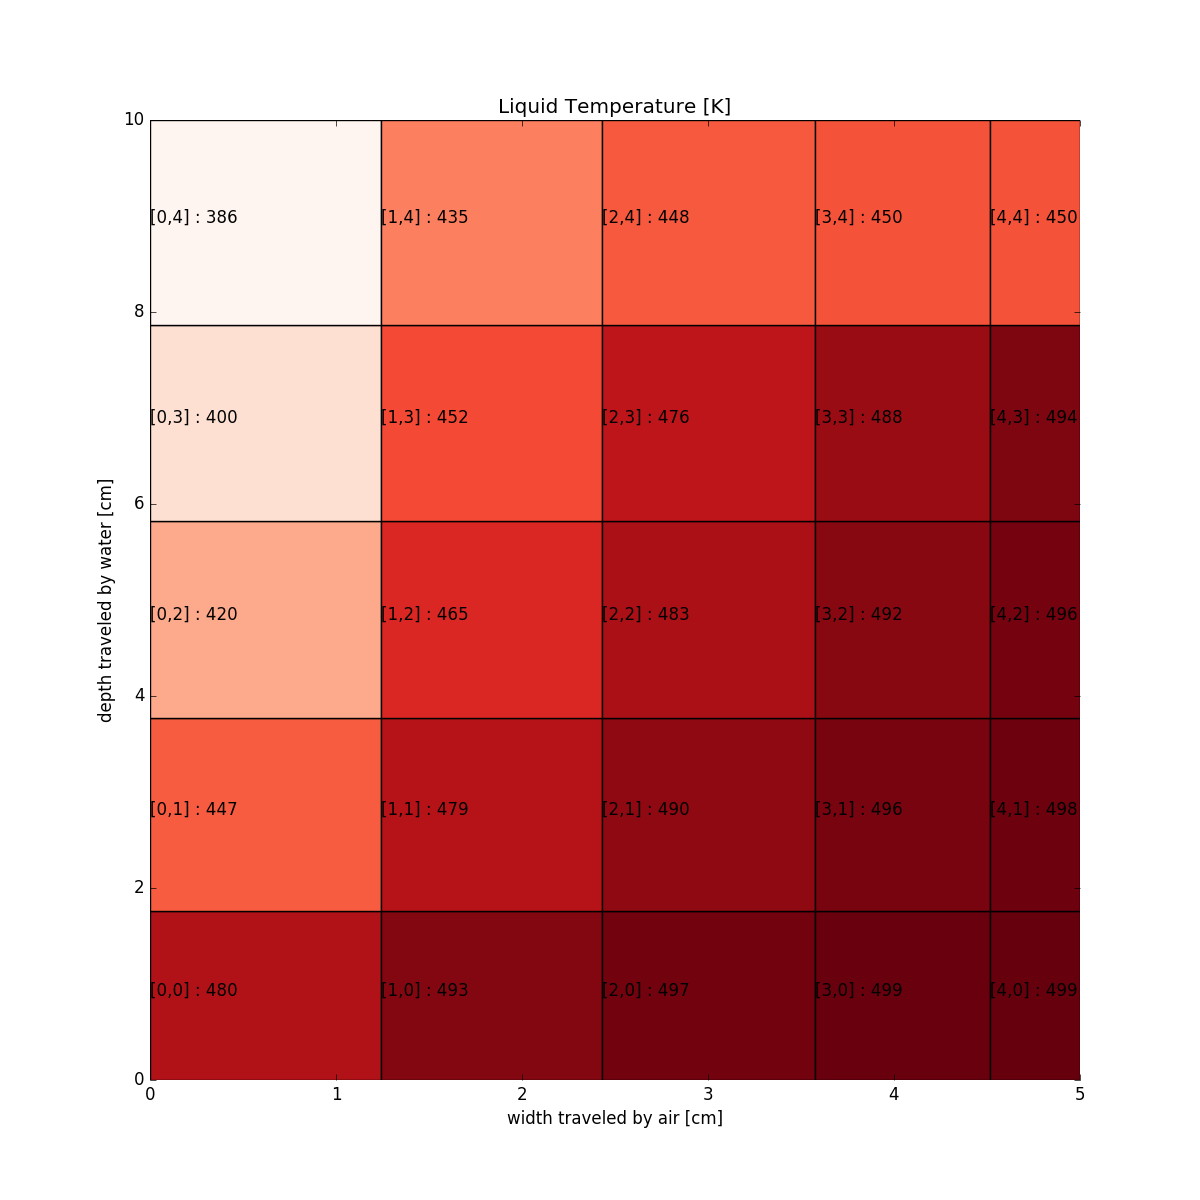 Liquid Temperature [K]
10
[0,4] : 386 [1,4] : 435 [2,4] : 448 [3,4] : 450 [4,4] : 450
8
[0,3] : 400 [1,3] : 452 [2,3] : 476 [3,3] : 488 [4,3] : 494
6
[0,2] : 420 [1,2] : 465 [2,2] : 483 [3,2] : 492 [4,2] : 496
4
[0,1] : 447 [1,1] : 479 [2,1] : 490 [3,1] : 496 [4,1] : 498
2
[0,0] : 480 [1,0] : 493 [2,0] : 497 [3,0] : 499 [4,0] : 499
0
depth traveled by water [cm]
0 1 2 3 4 5
width traveled by air [cm]